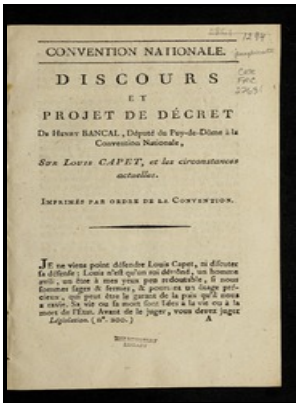 1294
CONVENTION NATIONALE.
DISCOURS
ET
PROJET DE DÉCRET
De Henry BANCAL, Député du Puy-de-Dôme à la
Convention Nationale,
Sur Louis CAPET, et les circonstances
actuelles.
Imprimés par ordre de la Convention.
Je ne viens point défendre Louis Capet, ni discuter
sa défense ; Louis n'est qu'un roi détrôné, un homme
avili, un être à mes yeux peu redoutable, si nous
sommes sages & fermes, & pourtant un ôtage pré-
cieux, qui peut être le garant de la paix qu'il nous
a ravie. Sa vie ou sa mort sont liées à la vie ou à la
mort de l'État. Avant de le juger, vous devez juger
Législation. (n°. 200.) A